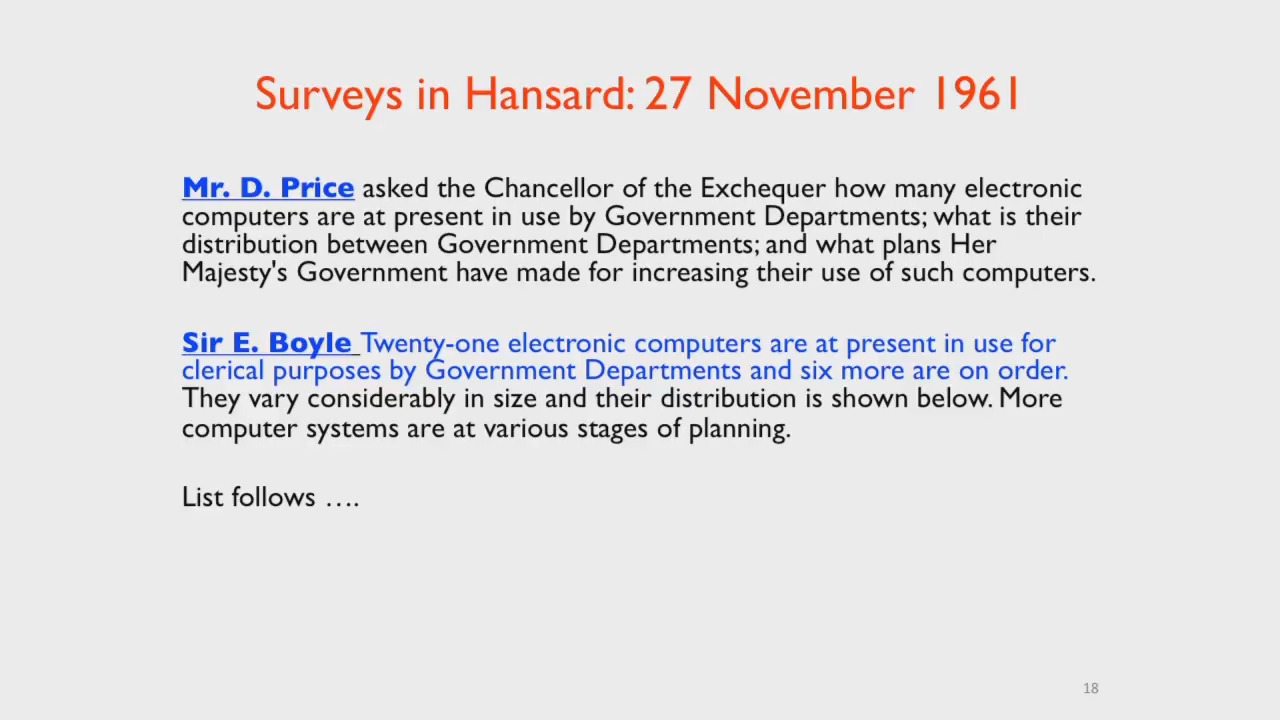 Surveys in Hansard: 27 November 1961
Mr. D. Price asked the Chancellor of the Exchequer how many electronic
computers are at present in use by Government Departments; what is their
distribution between Government Departments; and what plans Her
Majesty's Government have made for increasing their use of such computers.
Sir E. Boyle Twenty-one electronic computers are at present in use for
clerical purposes by Government Departments and six more are on order.
They vary considerably in size and their distribution is shown below. More
computer systems are at various stages of planning.
List follows ….
18